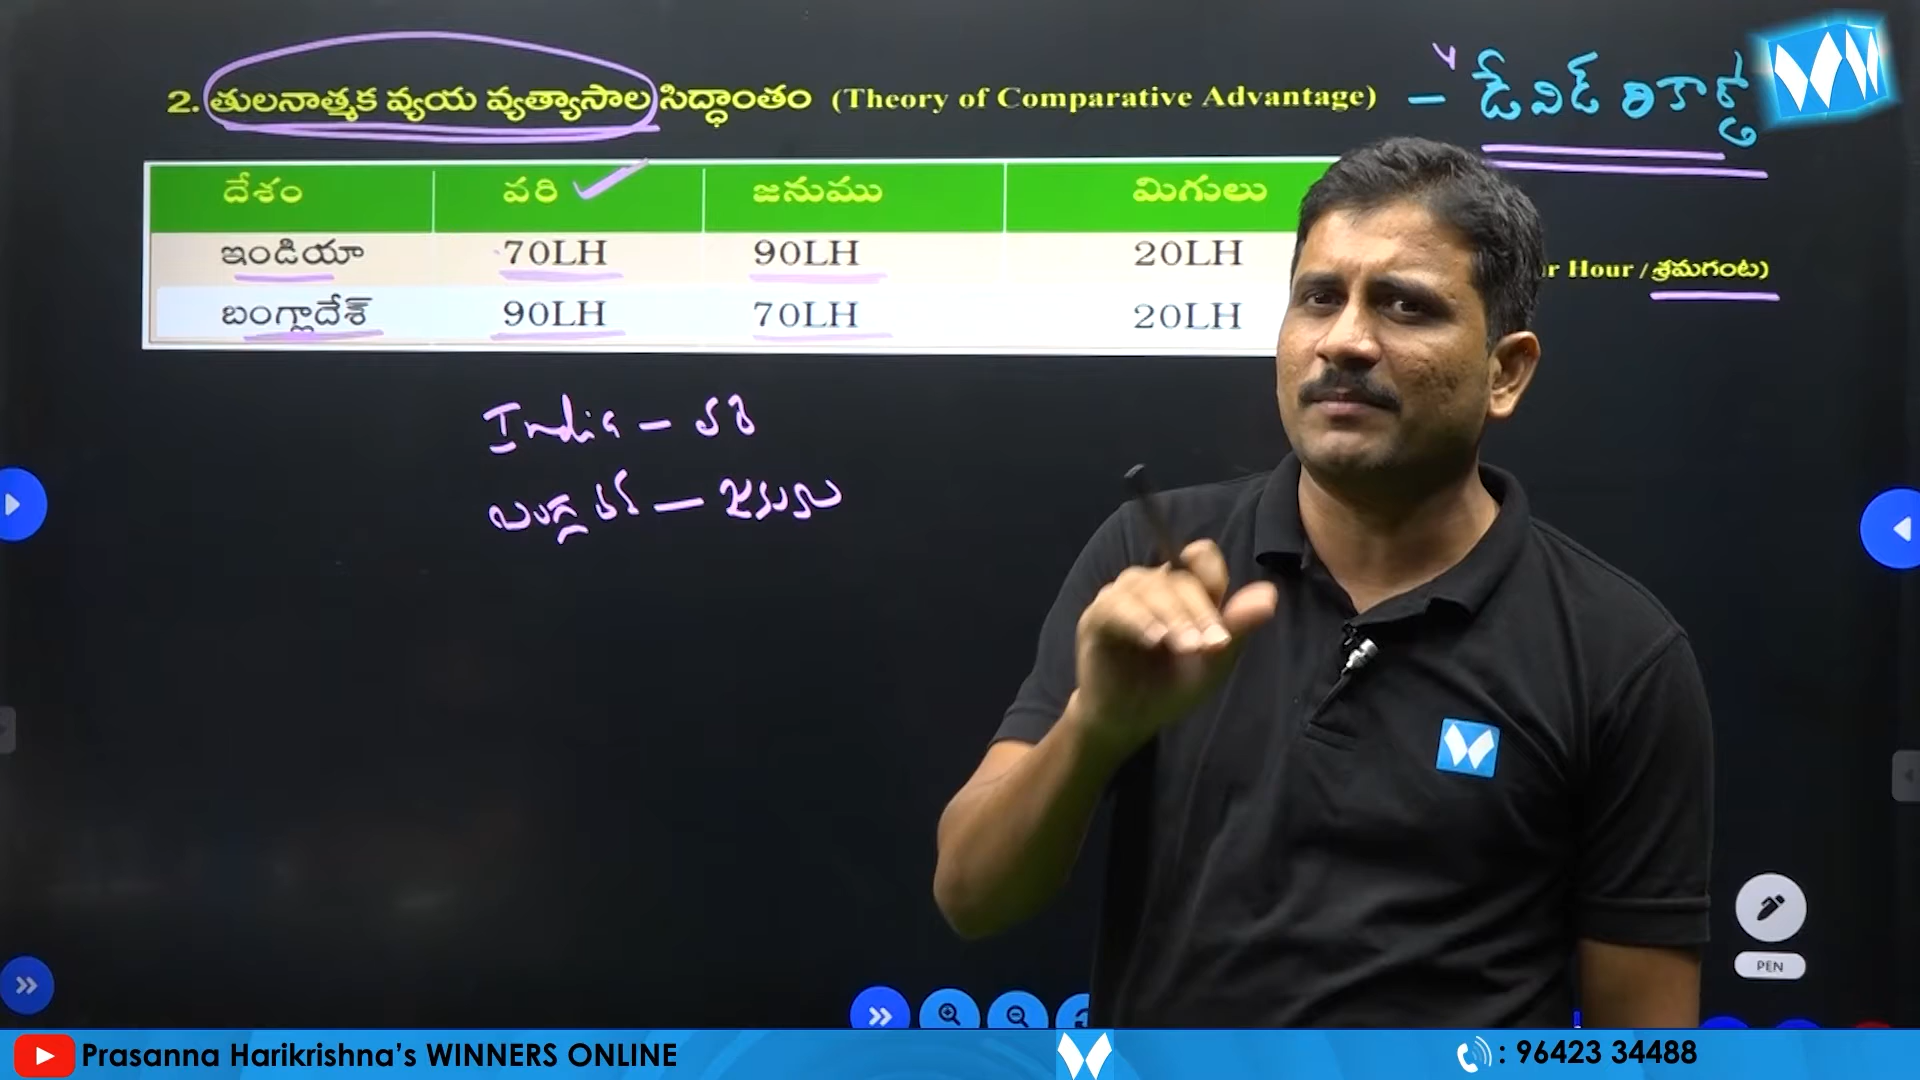 2. తులనాత్మక వ్యయ వ్యత్యాసాల సిద్ధాంతం (Theory of Comparative Advantage) – డేవిడ్ రికార్డో
దేశం వరి జనుము మిగులు
ఇండియా 70LH 90LH 20LH
బంగ్లాదేశ్ 90LH 70LH 20LH
r Hour / శ్రమగంట)
India – వరి
బంగ్లాదేశ్ – జనుము
PEN
Prasanna Harikrishna's WINNERS ONLINE
: 96423 34488